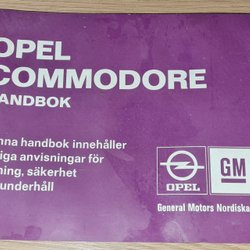 OPEL
COMMODORE
ANDBOK
nna handbok innehåller
iga anvisningar för
ning, säkerhet
underhåll
OPEL
GM
General Motors Nordiska